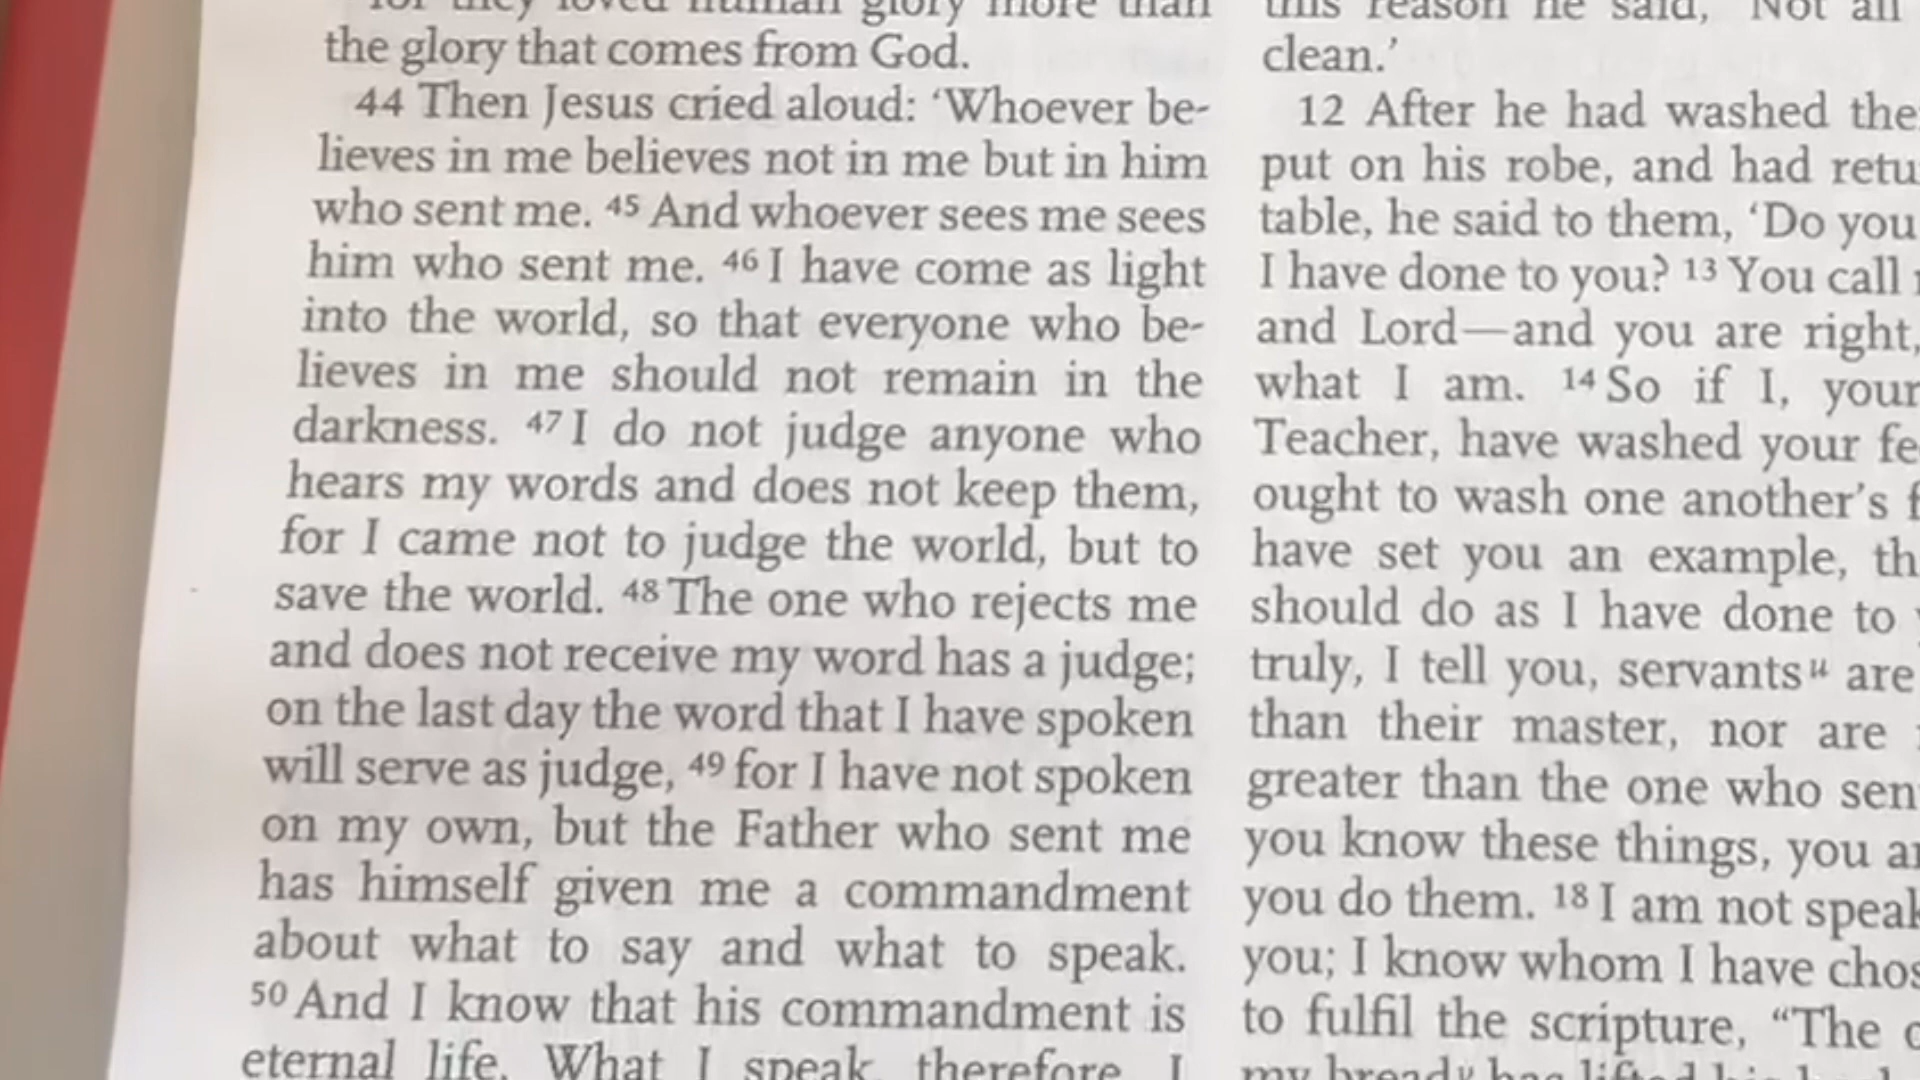 for they loved human glory more than
the glory that comes from God.
44 Then Jesus cried aloud: ‘Whoever be-
lieves in me believes not in me but in him
who sent me. 45 And whoever sees me sees
him who sent me. 46 I have come as light
into the world, so that everyone who be-
lieves in me should not remain in the
darkness. 47 I do not judge anyone who
hears my words and does not keep them,
for I came not to judge the world, but to
save the world. 48 The one who rejects me
and does not receive my word has a judge;
on the last day the word that I have spoken
will serve as judge, 49 for I have not spoken
on my own, but the Father who sent me
has himself given me a commandment
about what to say and what to speak.
50 And I know that his commandment is
eternal life. What I speak, therefore, I
this reason he said, ‘Not all
clean.’
12 After he had washed
put on his robe, and had
table, he said to them, ‘Do you
I have done to you? 13 You call
and Lord—and you are right,
what I am. 14 So if I, your
Teacher, have washed your
ought to wash one another’s
have set you an example,
should do as I have done to
truly, I tell you, servants u are
than their master, nor are
greater than the one who
you know these things, you
you do them. 18 I am not
you; I know whom I have
to fulfil the scripture, “The
my bread v has lifted his